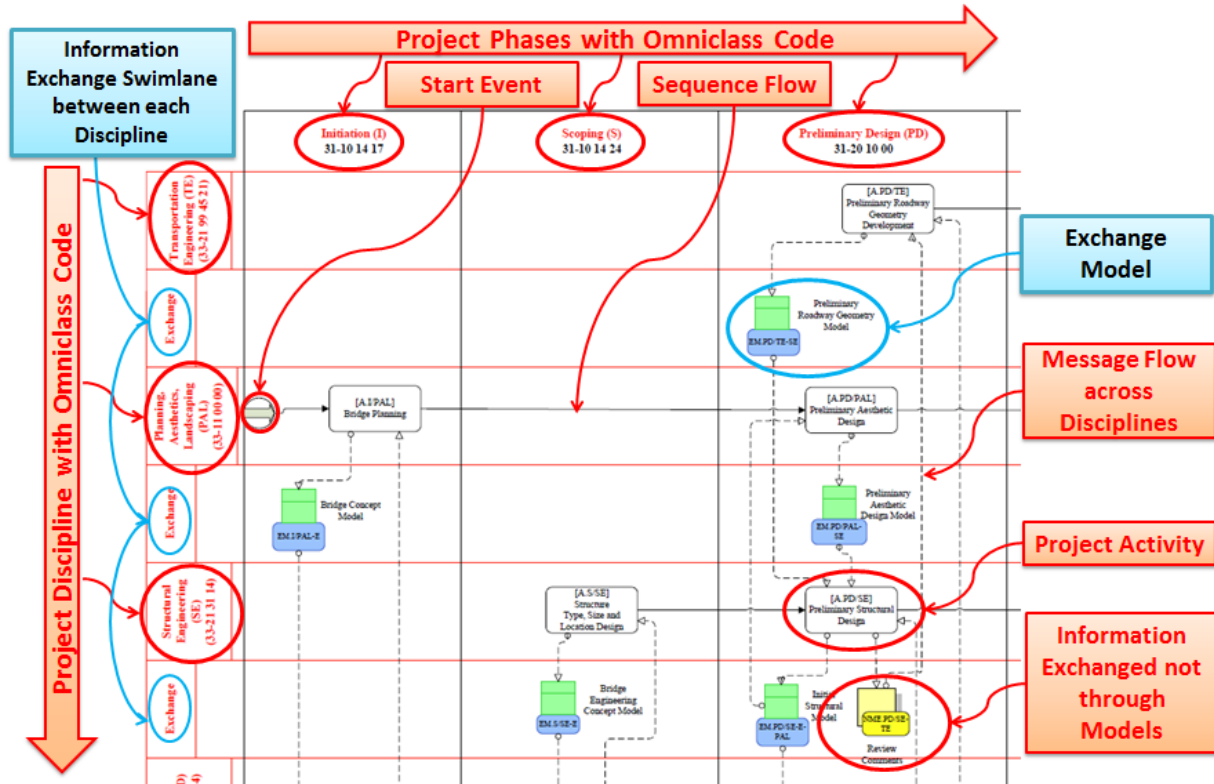 Information
Exchange Swimlane
between each
Discipline
Project Phases with Omniclass Code
Start Event
Sequence Flow
Initiation (I)
31-10 14 17
Scoping (S)
31-10 14 24
Preliminary Design (PD)
31-20 10 00
Project Discipline with Omniclass Code
Transportation
Engineering (TE)
(33-21 99 45 21)
[A.PD/TE]
Preliminary Roadway
Geometry
Development
Exchange
Model
Exchange
Preliminary
Roadway Geometry
Model
EM.PD/TE-SE
Message Flow
across
Disciplines
Planning,
Aesthetics,
Landscaping
(PAL)
(33-11 00 00)
[A.I/PAL]
Bridge Planning
[A.PD/PAL]
Preliminary Aesthetic
Design
Exchange
Bridge Concept
Model
EM.I/PAL-E
Preliminary
Aesthetic
Design Model
EM.PD/PAL-
SE
Project Activity
Structural
Engineering
(SE)
(33-21 31 14)
[A.S/SE]
Structure
Type, Size and
Location Design
[A.PD/SE]
Preliminary Structural
Design
Information
Exchanged not
through
Models
Exchange
Bridge
Engineering
Concept Model
EM.S/SE-E
Initial
Structural
Model
EM.PD/SE-E-
PAL
NME.PD/SE-
TE
Review
Comments